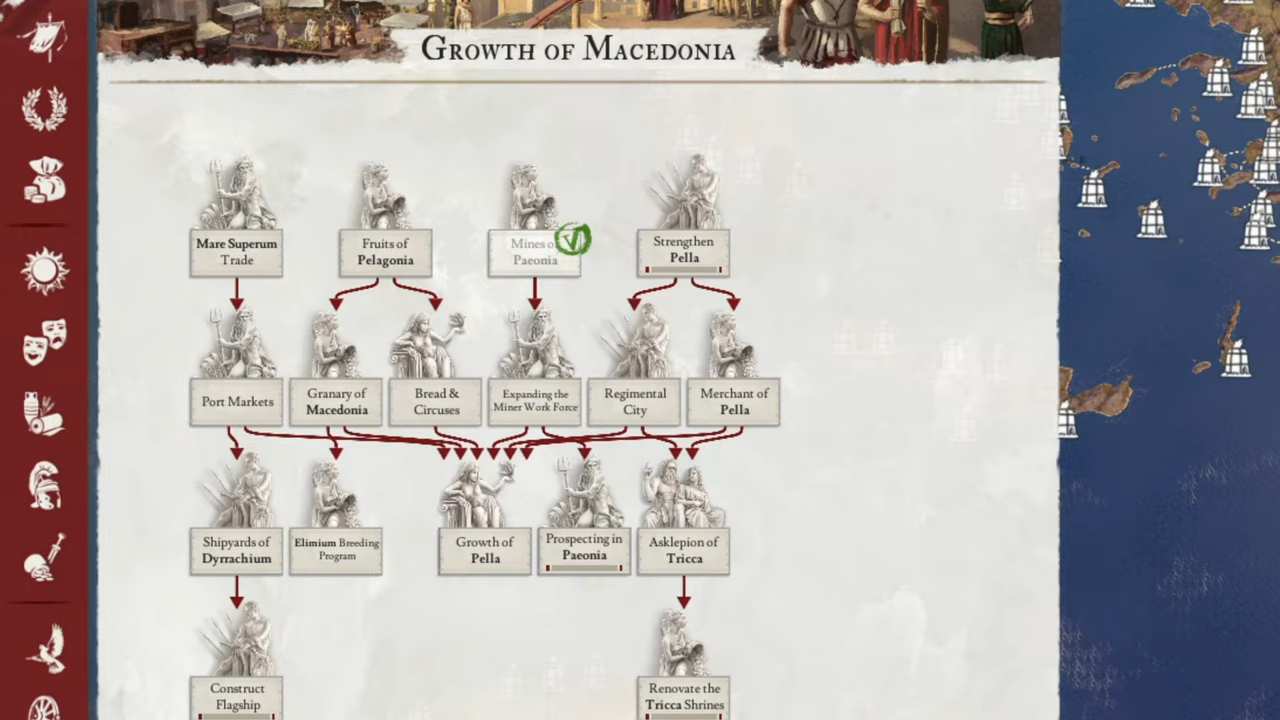 Growth of Macedonia
Mare Superum
Trade
Fruits of
Pelagonia
Mines o
Paeonia
Strengthen
Pella
Port Markets
Granary of
Macedonia
Bread &
Circuses
Expanding the
Miner Work Force
Regimental
City
Merchant of
Pella
Shipyards of
Dyrrachium
Elimium Breeding
Program
Growth of
Pella
Prospecting in
Paeonia
Asklepion of
Tricca
Construct
Flagship
Renovate the
Tricca Shrines